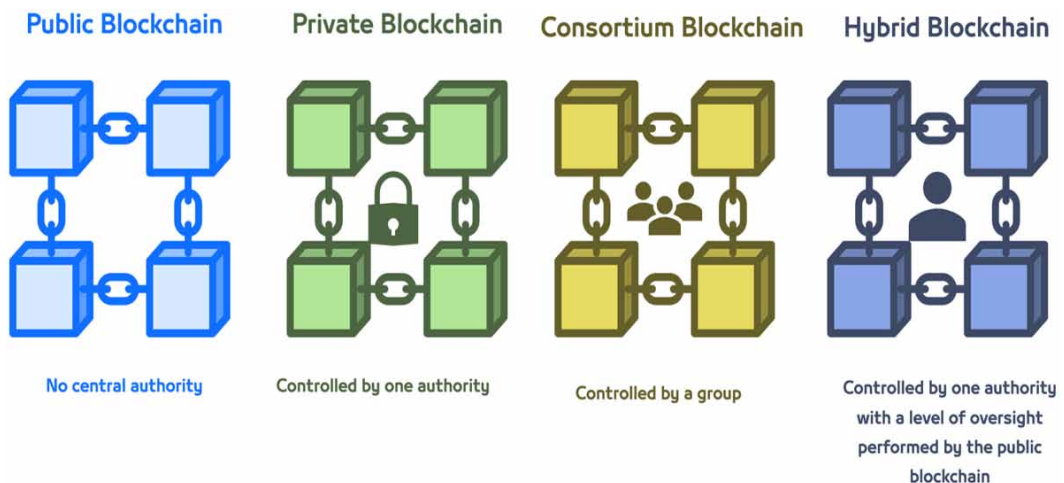 Public Blockchain
Private Blockchain
Consortium Blockchain
Hybrid Blockchain
No central authority
Controlled by one authority
Controlled by a group
Controlled by one authority
with a level of oversight
performed by the public
blockchain